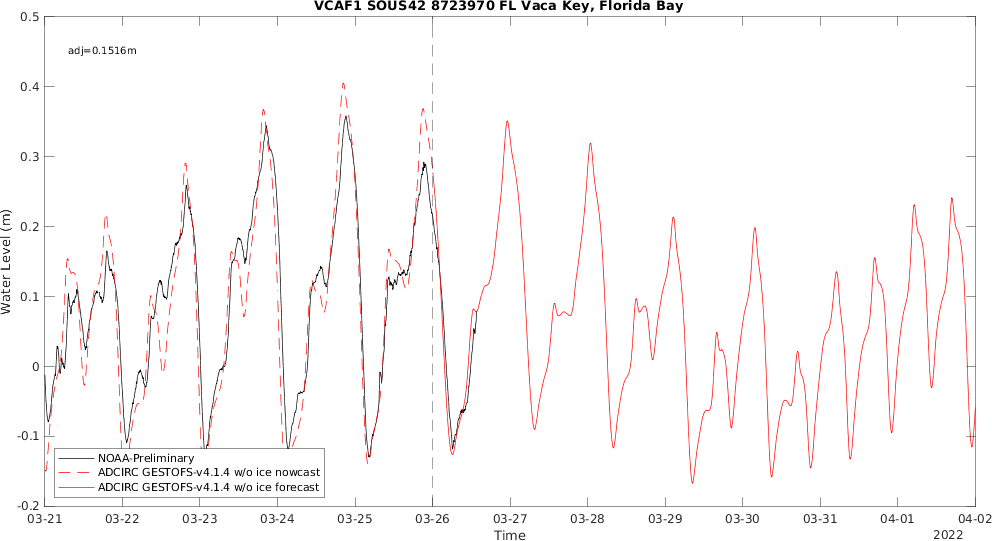 VCAF1 SOUS42 8723970 FL Vaca Key, Florida Bay
0.5
0.4
0.3
0.2
0.1
0
-0.1
-0.2
Water Level (m)
adj=0.1516m
NOAA-Preliminary
ADCIRC GESTOFS-v4.1.4 w/o ice nowcast
ADCIRC GESTOFS-v4.1.4 w/o ice forecast
03-21 03-22 03-23 03-24 03-25 03-26 03-27 03-28 03-29 03-30 03-31 04-01 04-02
Time
2022